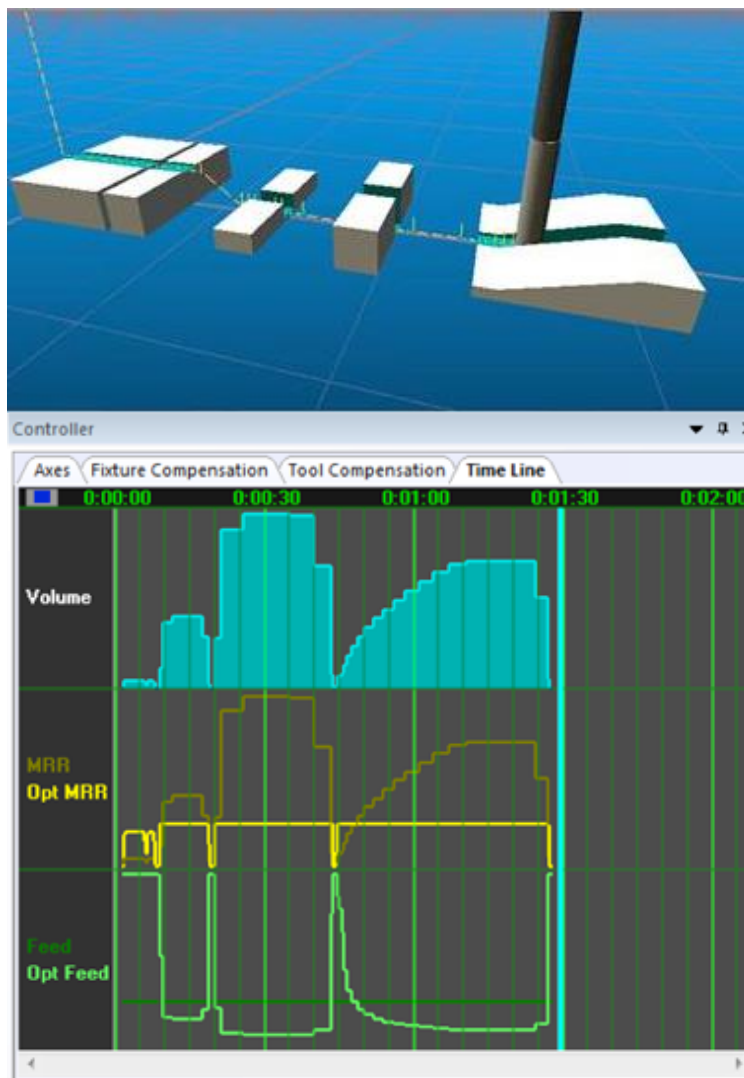 Controller
Axes Fixture Compensation Tool Compensation Time Line
0:00:00 0:00:30 0:01:00 0:01:30 0:02:00
Volume
MRR
Opt MRR
Feed
Opt Feed